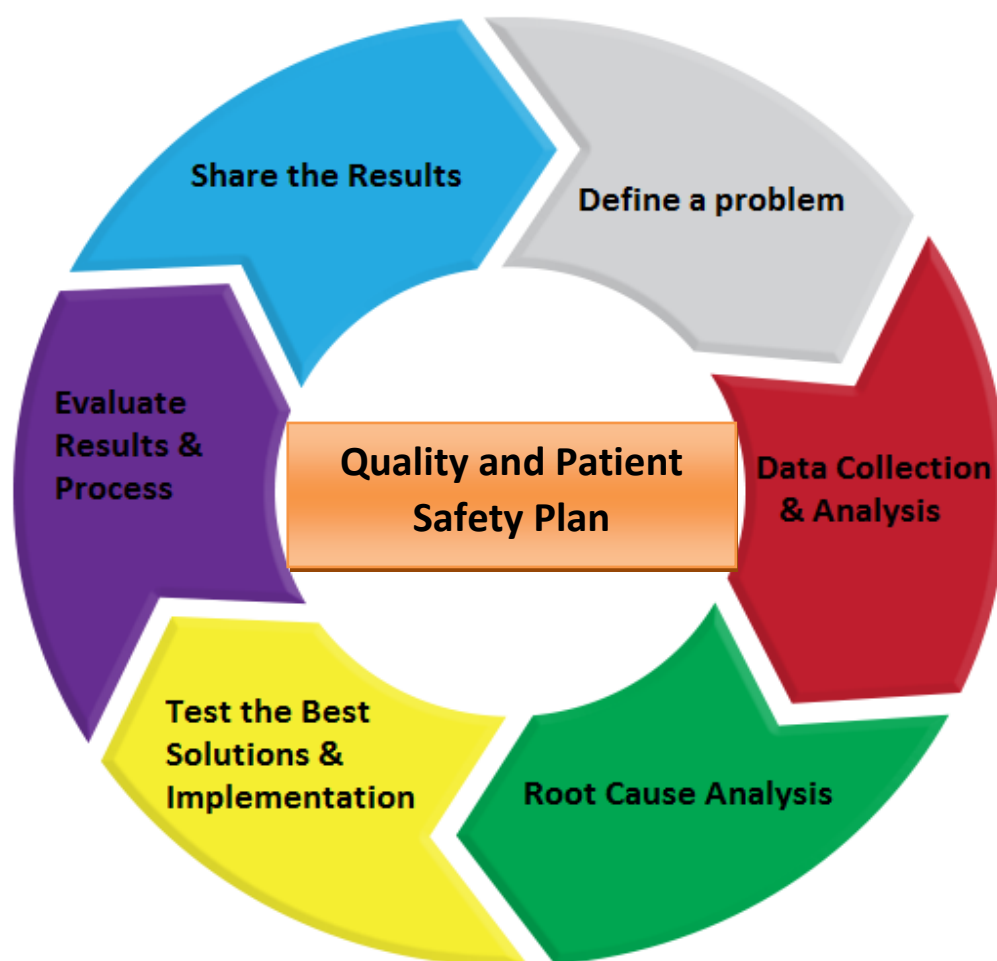 Share the Results
Define a problem
Evaluate
Results &
Process
Quality and Patient
Safety Plan
Data Collection
& Analysis
Test the Best
Solutions &
Implementation
Root Cause Analysis